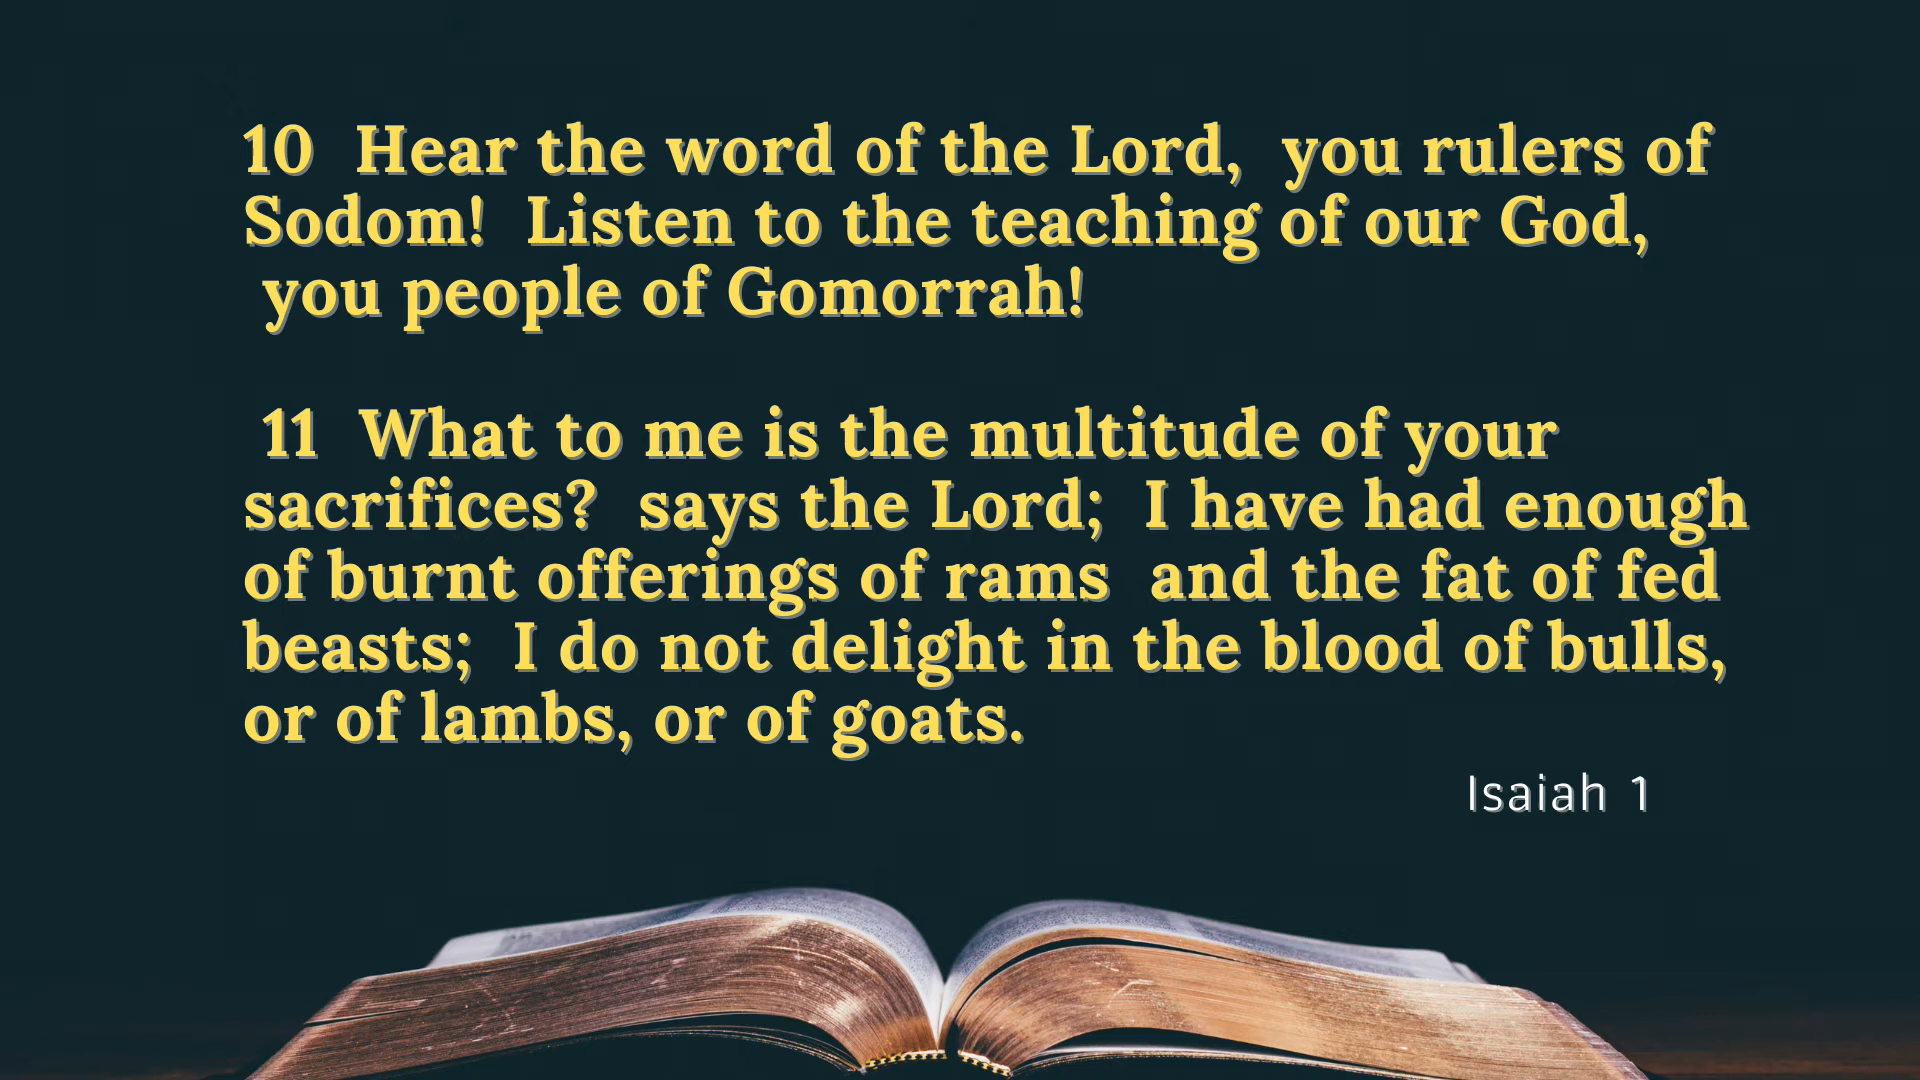 10  Hear the word of the Lord,  you rulers of
Sodom!  Listen to the teaching of our God,
you people of Gomorrah!
11  What to me is the multitude of your
sacrifices?  says the Lord;  I have had enough
of burnt offerings of rams  and the fat of fed
beasts;  I do not delight in the blood of bulls,
or of lambs, or of goats.
Isaiah 1